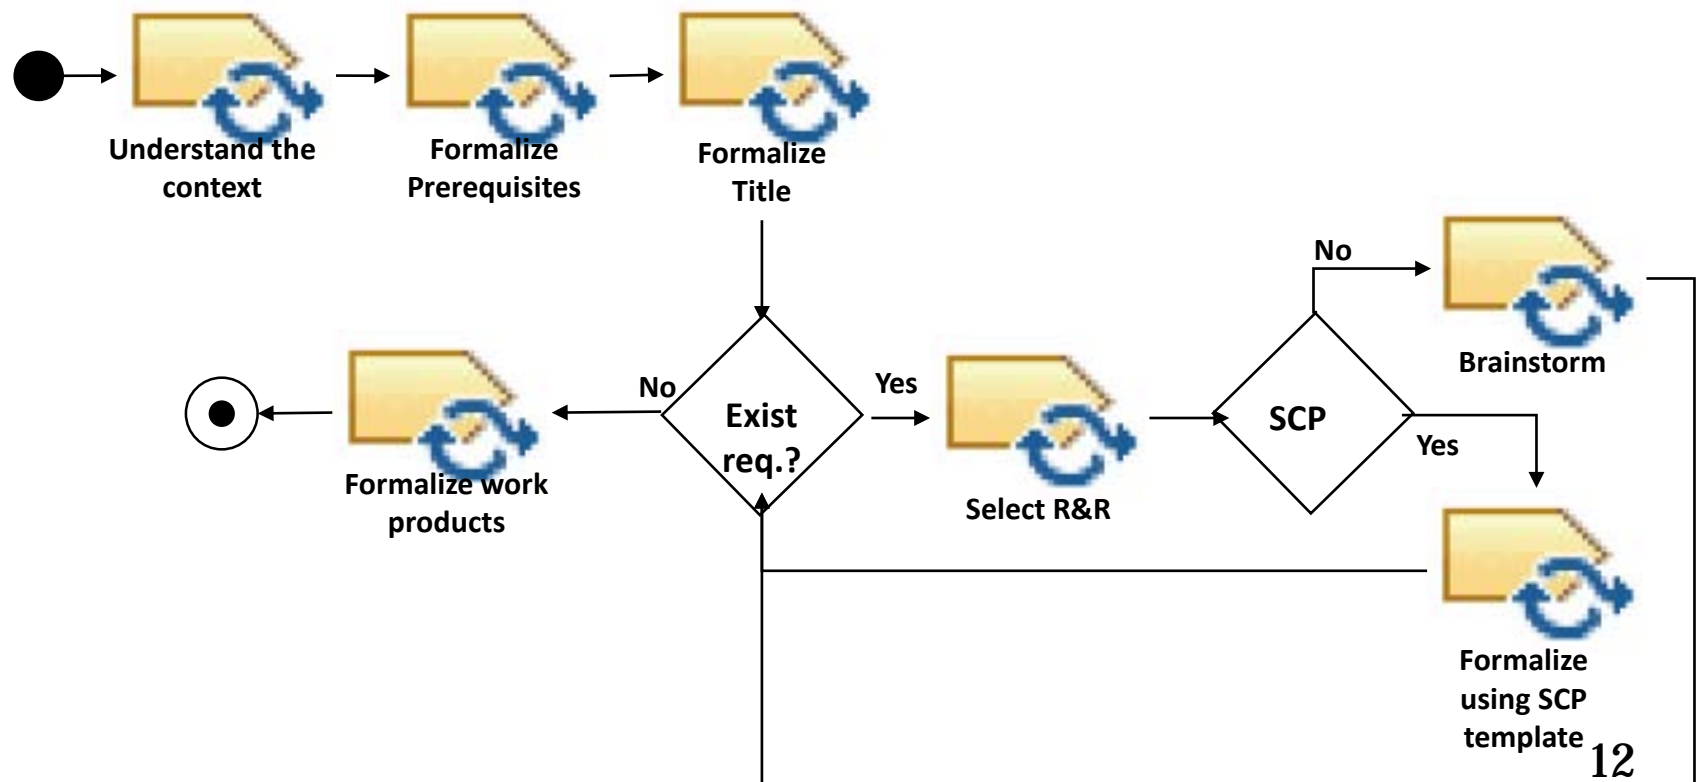 Understand the
context
Formalize
Prerequisites
Formalize
Title
No
Brainstorm
No
Exist
req.?
Yes
SCP
Yes
Formalize work
products
Select R&R
Formalize
using SCP
template
12